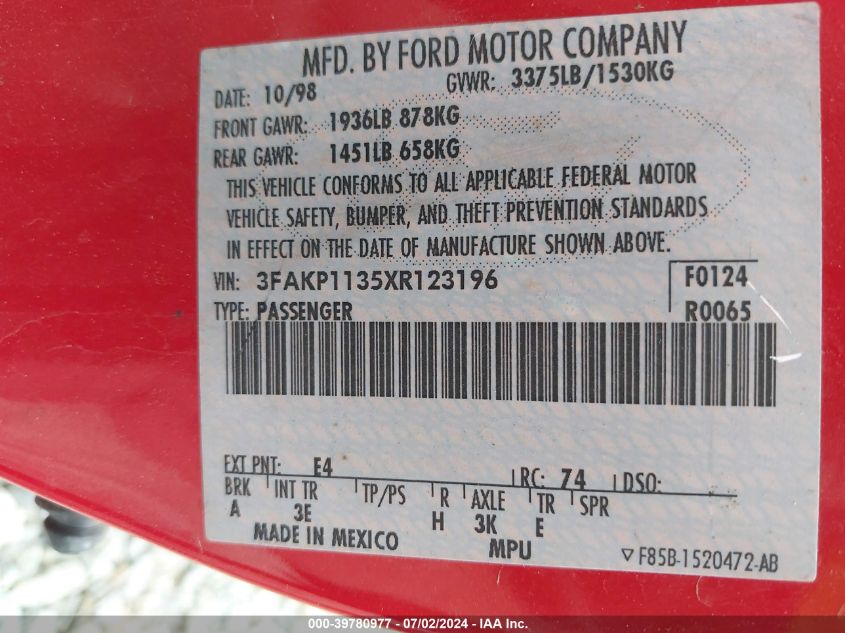 MFD. BY FORD MOTOR COMPANY
DATE: 10/98 GVWR: 3375LB/1530KG
FRONT GAWR: 1936LB 878KG
REAR GAWR: 1451LB 658KG
THIS VEHICLE CONFORMS TO ALL APPLICABLE FEDERAL MOTOR
VEHICLE SAFETY, BUMPER, AND THEFT PREVENTION STANDARDS
IN EFFECT ON THE DATE OF MANUFACTURE SHOWN ABOVE.
VIN: 3FAKP1135XR123196 F0124
TYPE: PASSENGER R0065
EXT PNT: E4 RC: 74 DSO:
BRK INT TR TP/PS R AXLE TR SPR
A 3E H 3K E
MADE IN MEXICO MPU ▽F85B-1520472-AB
000-39780977 - 07/02/2024 - IAA Inc.